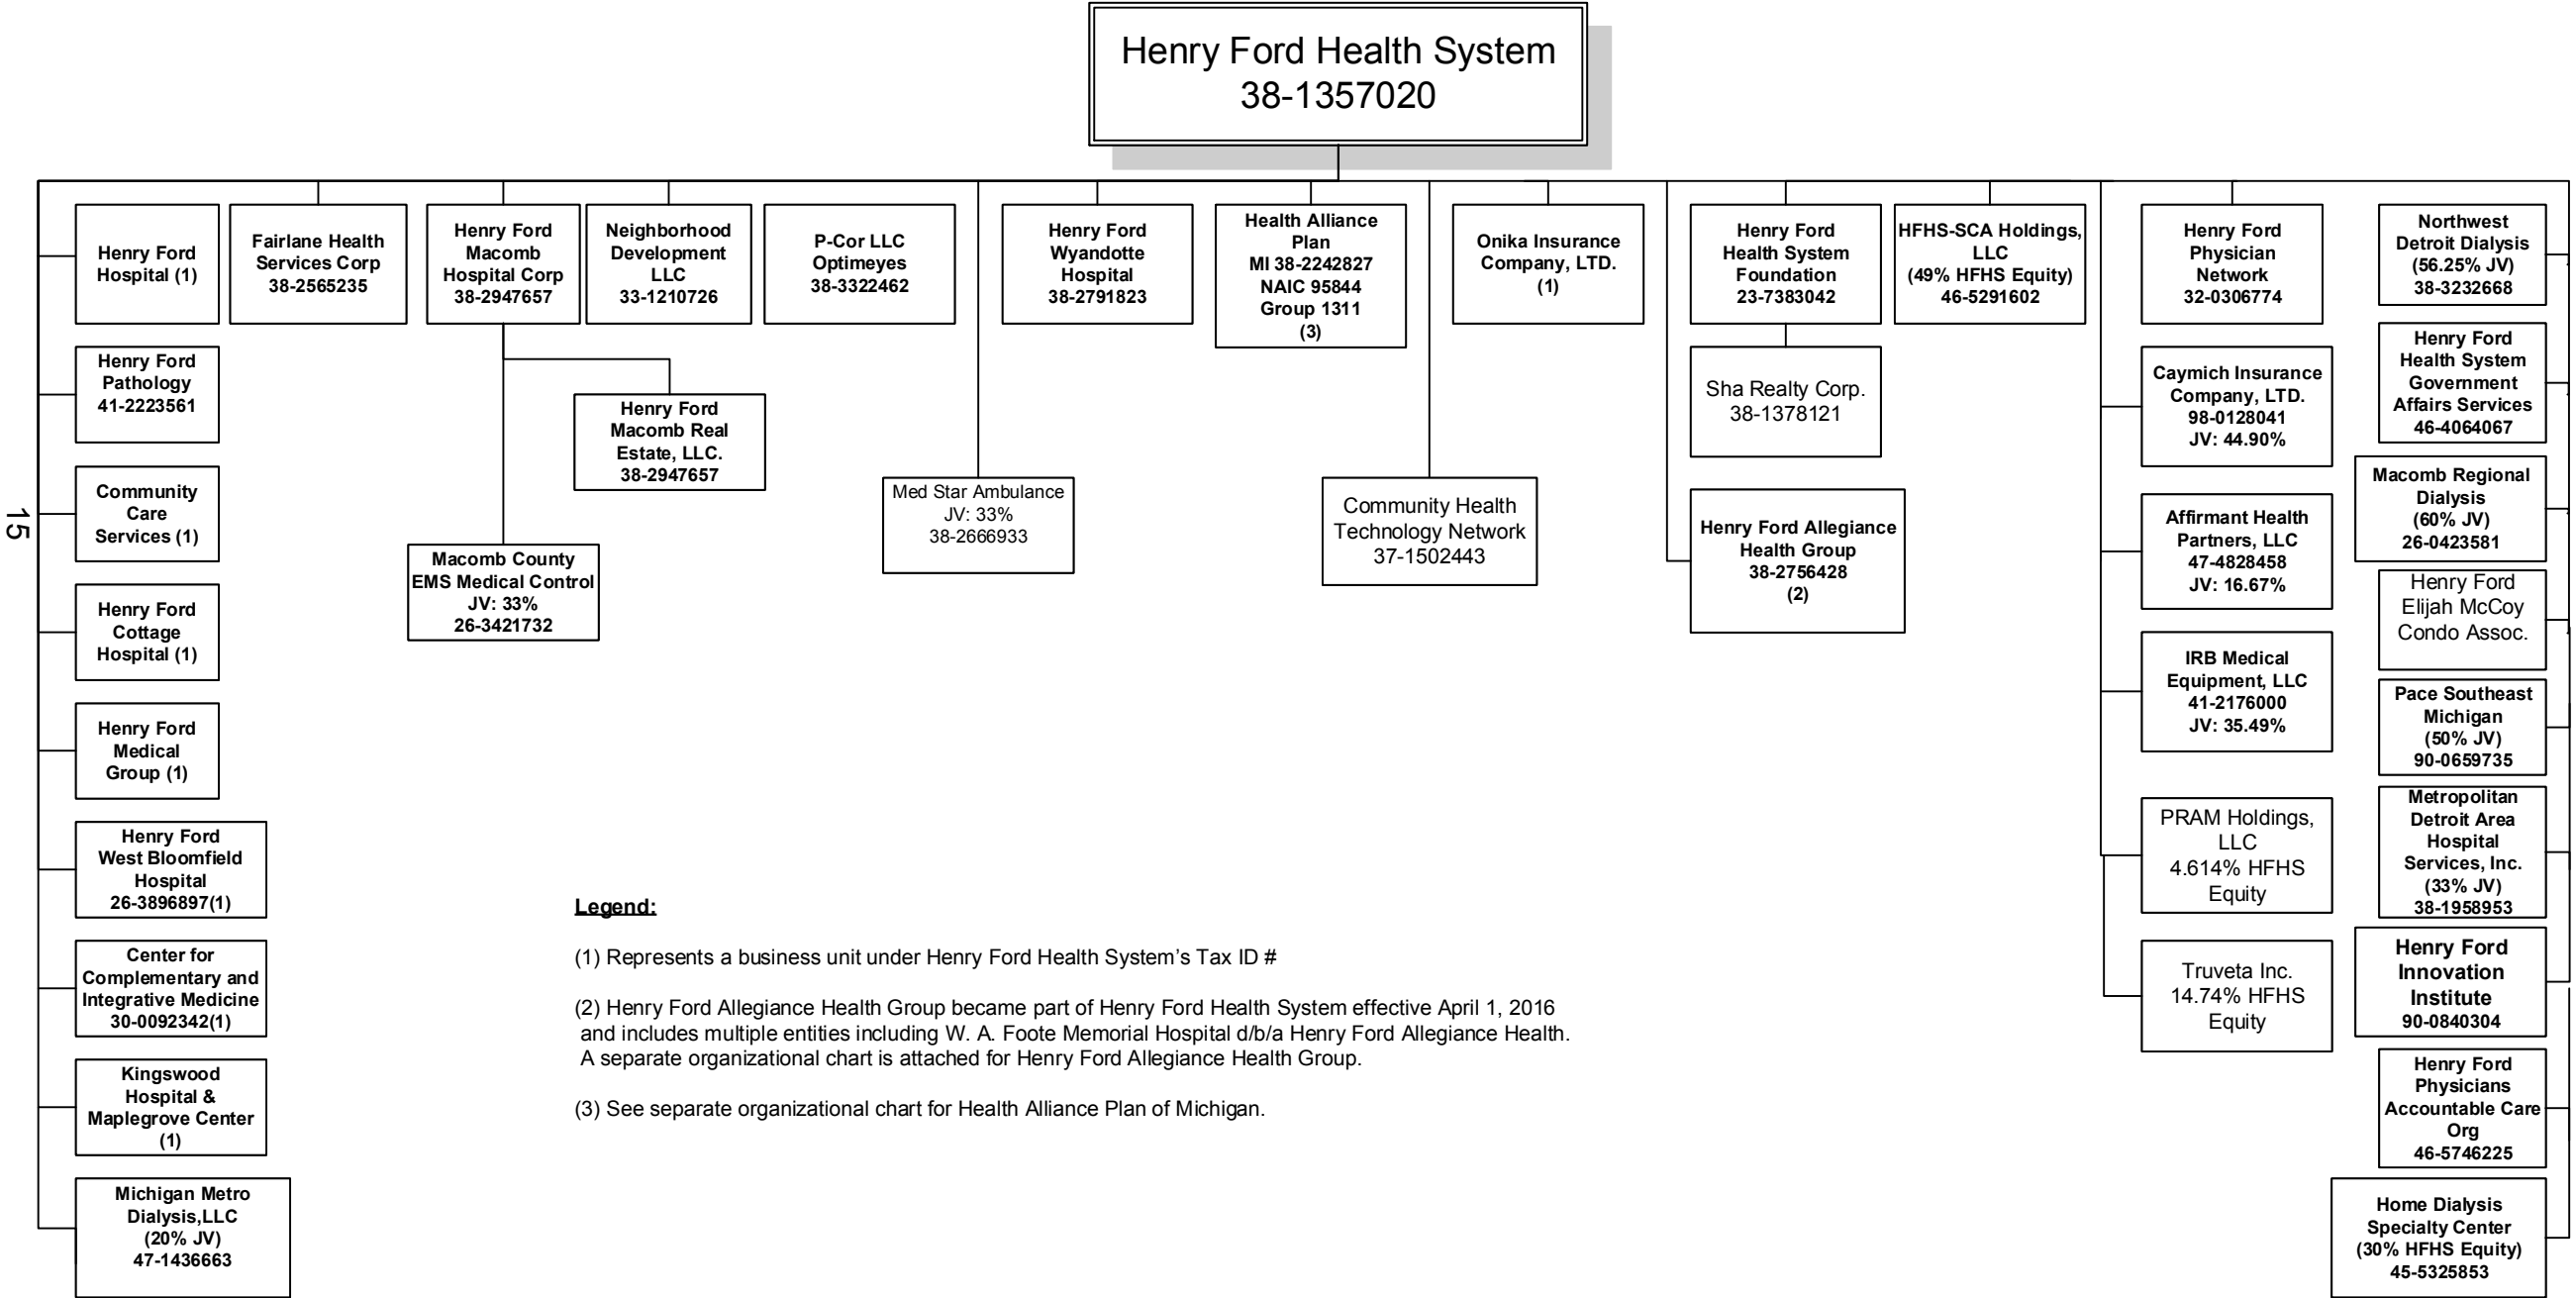 Henry Ford Health System
38-1357020
Henry Ford
Hospital (1)
Fairlane Health
Services Corp
38-2565235
Henry Ford
Macomb
Hospital Corp
38-2947657
Neighborhood
Development
LLC
33-1210726
P-Cor LLC
Optimeyes
38-3322462
Henry Ford
Wyandotte
Hospital
38-2791823
Health Alliance
Plan
MI 38-2242827
NAIC 95844
Group 1311
(3)
Onika Insurance
Company, LTD.
(1)
Henry Ford
Health System
Foundation
23-7383042
HFHS-SCA Holdings,
LLC
(49% HFHS Equity)
46-5291602
Henry Ford
Physician
Network
32-0306774
Northwest
Detroit Dialysis
(56.25% JV)
38-3232668
Henry Ford
Pathology
41-2223561
Community
Care
Services (1)
Henry Ford
Cottage
Hospital (1)
Henry Ford
Medical
Group (1)
Henry Ford
West Bloomfield
Hospital
26-3896897(1)
Center for
Complementary and
Integrative Medicine
30-0092342(1)
Kingswood
Hospital &
Maplegrove Center
(1)
Michigan Metro
Dialysis,LLC
(20% JV)
47-1436663
Henry Ford
Macomb Real
Estate, LLC.
38-2947657
Macomb County
EMS Medical Control
JV: 33%
26-3421732
Med Star Ambulance
JV: 33%
38-2666933
Community Health
Technology Network
37-1502443
Sha Realty Corp.
38-1378121
Henry Ford Allegiance
Health Group
38-2756428
(2)
Caymich Insurance
Company, LTD.
98-0128041
JV: 44.90%
Affirmant Health
Partners, LLC
47-4828458
JV: 16.67%
IRB Medical
Equipment, LLC
41-2176000
JV: 35.49%
PRAM Holdings,
LLC
4.614% HFHS
Equity
Truveta Inc.
14.74% HFHS
Equity
Henry Ford
Health System
Government
Affairs Services
46-4064067
Macomb Regional
Dialysis
(60% JV)
26-0423581
Henry Ford
Elijah McCoy
Condo Assoc.
Pace Southeast
Michigan
(50% JV)
90-0659735
Metropolitan
Detroit Area
Hospital
Services, Inc.
(33% JV)
38-1958953
Henry Ford
Innovation
Institute
90-0840304
Henry Ford
Physicians
Accountable Care
Org
46-5746225
Home Dialysis
Specialty Center
(30% HFHS Equity)
45-5325853
Legend:
(1) Represents a business unit under Henry Ford Health System's Tax ID #
(2) Henry Ford Allegiance Health Group became part of Henry Ford Health System effective April 1, 2016
and includes multiple entities including W. A. Foote Memorial Hospital d/b/a Henry Ford Allegiance Health.
A separate organizational chart is attached for Henry Ford Allegiance Health Group.
(3) See separate organizational chart for Health Alliance Plan of Michigan.
15